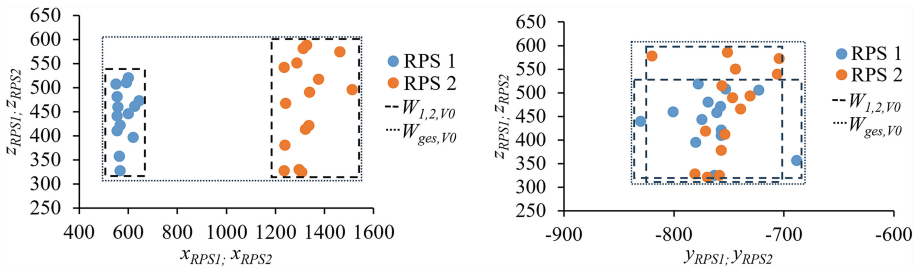 650
600
550
500
450
400
350
300
250
400 600 800 1000 1200 1400 1600
z_RPS1; z_RPS2
x_RPS1; x_RPS2
RPS 1
RPS 2
W_1,2,V0
W_ges,V0
650
600
550
500
450
400
350
300
250
-900 -800 -700 -600
z_RPS1; z_RPS2
y_RPS1; y_RPS2
RPS 1
RPS 2
W_1,2,V0
W_ges,V0